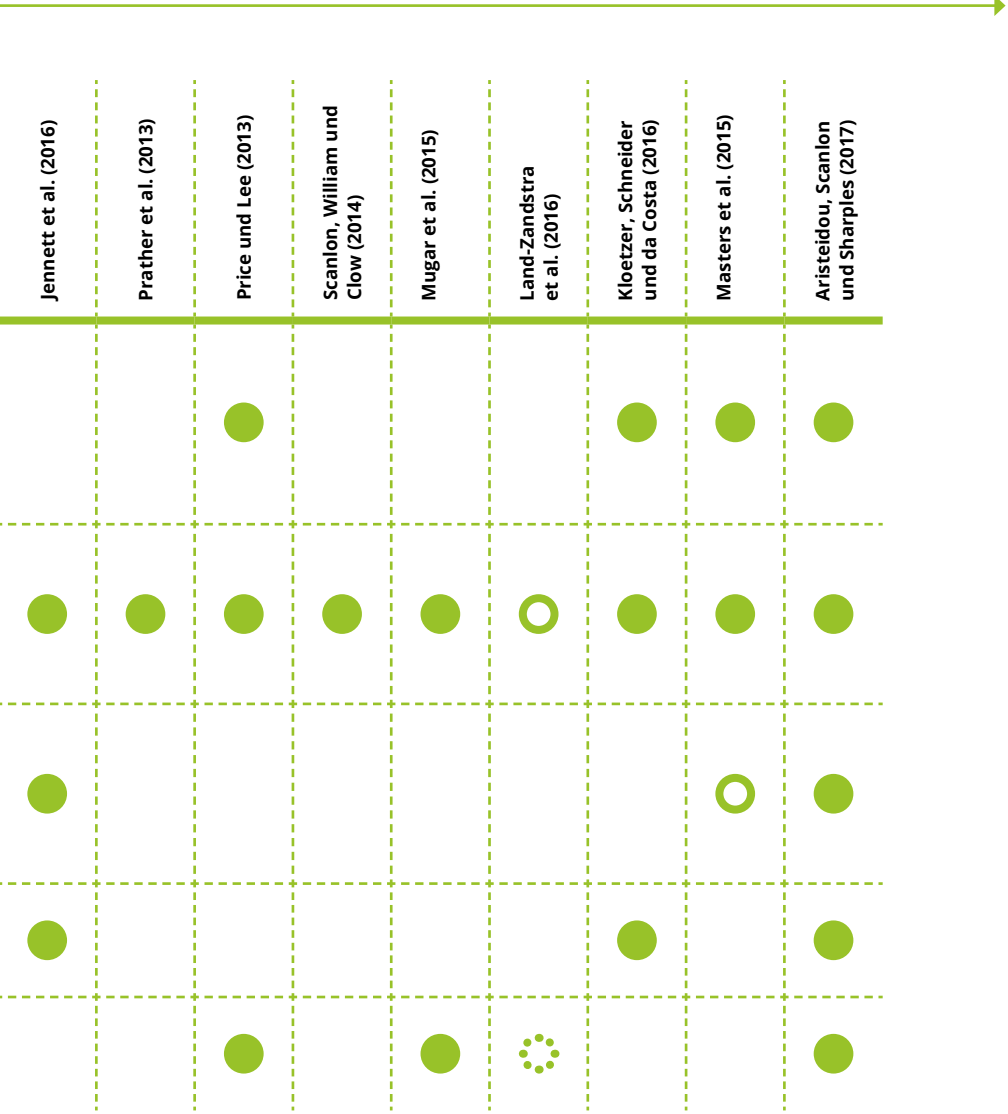 Jennett et al. (2016)
Prather et al. (2013)
Price und Lee (2013)
Scanlon, William und
Clow (2014)
Mugar et al. (2015)
Land-Zandstra
et al. (2016)
Kloetzer, Schneider
und da Costa (2016)
Masters et al. (2015)
Aristeidou, Scanlon
und Sharples (2017)